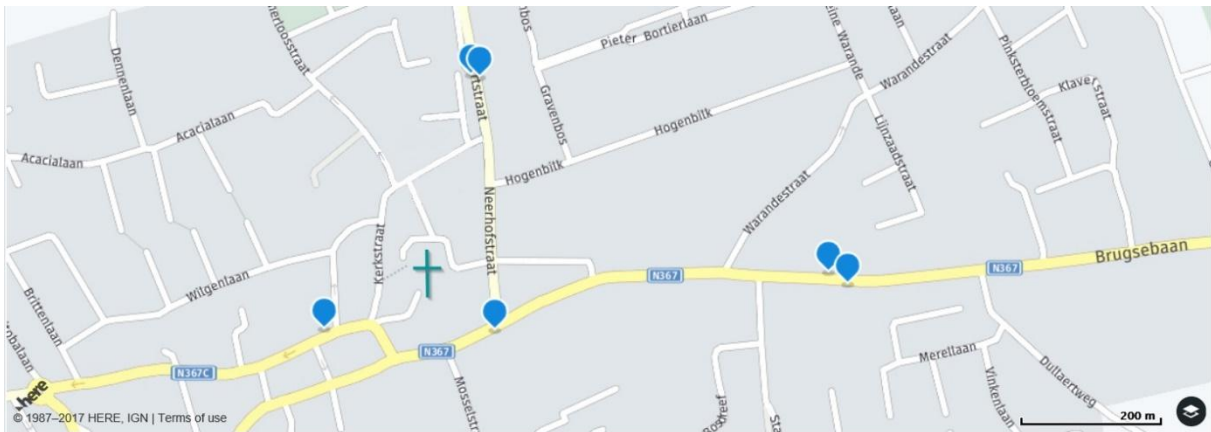 Dennenlaan
Acacialaan
Acacialaan
Gravenbos
Pieter Bortierlaan
Hogenbilk
Hogenbilk
Warandestraat
Warandestraat
Lijnzaadstraat
Pinksterbloemstraat
Klaverstraat
Neerhofstraat
Kerkstraat
Wilgenlaan
Brittenlaan
N367
N367
Brugsebaan
N367
N367C
Merellaan
Vinkenlaan
Duitaertweg
here
© 1987–2017 HERE, IGN | Terms of use
200 m